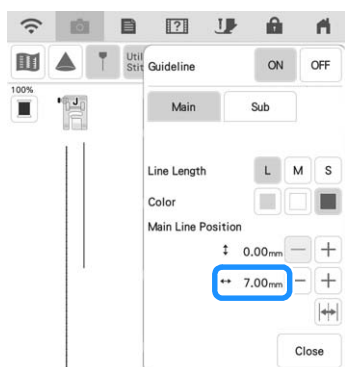 Util
Stit
Guideline
ON
OFF
100%
J
Main
Sub
Line Length
L
M
S
Color
Main Line Position
↕ 0.00mm − +
↔ 7.00mm − +
Close